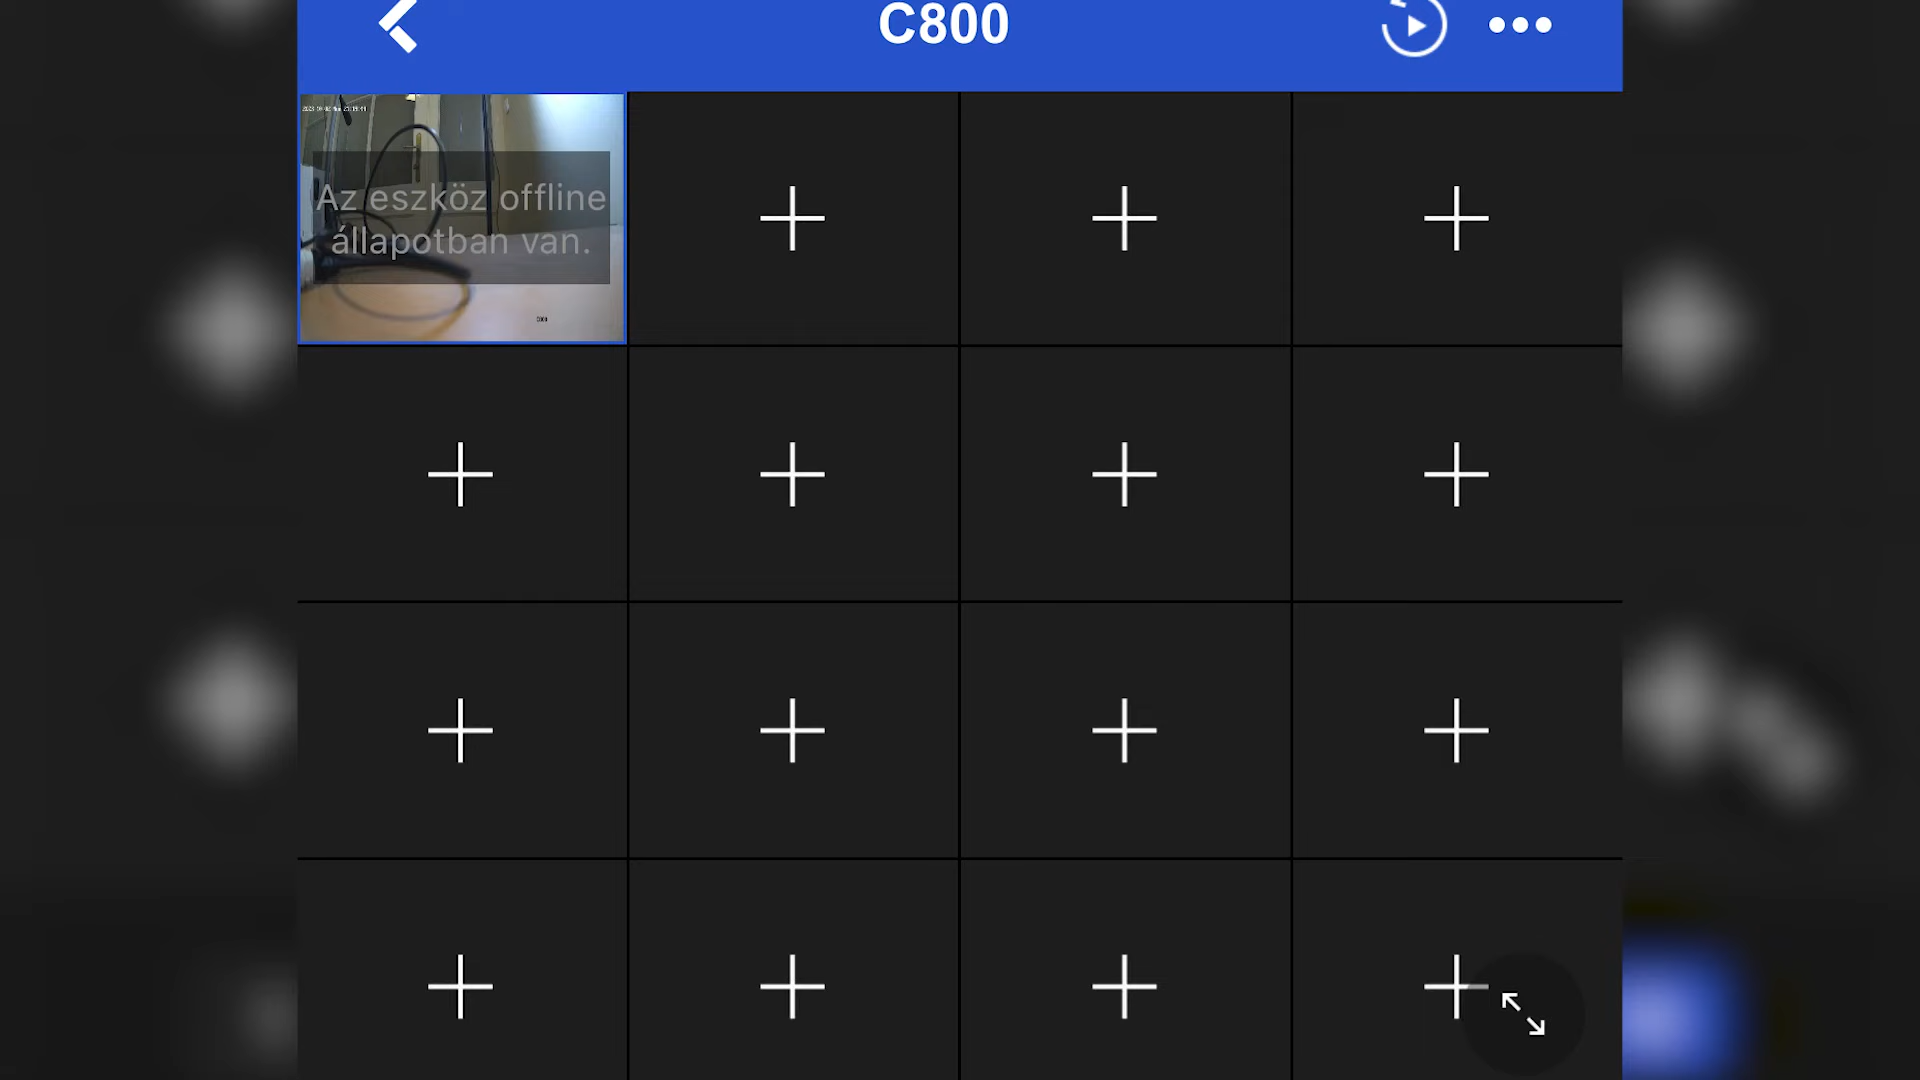 C800
Az eszköz offline
állapotban van.